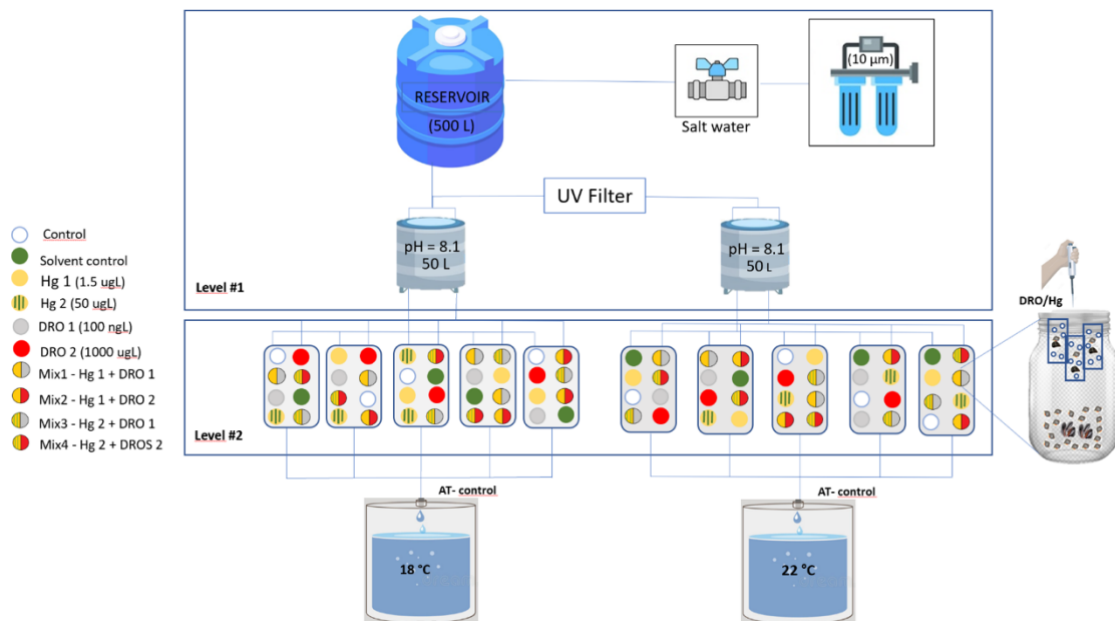 (10 µm)
RESERVOIR
(500 L)
Salt water
UV Filter
pH = 8.1
50 L
pH = 8.1
50 L
Level #1
Control
Solvent control
Hg 1 (1.5 ugL)
Hg 2 (50 ugL)
DRO 1 (100 ngL)
DRO 2 (1000 ugL)
Mix1 - Hg 1 + DRO 1
Mix2 - Hg 1 + DRO 2
Mix3 - Hg 2 + DRO 1
Mix4 - Hg 2 + DROS 2
DRO/Hg
Level #2
AT- control
AT- control
18 °C
22 °C